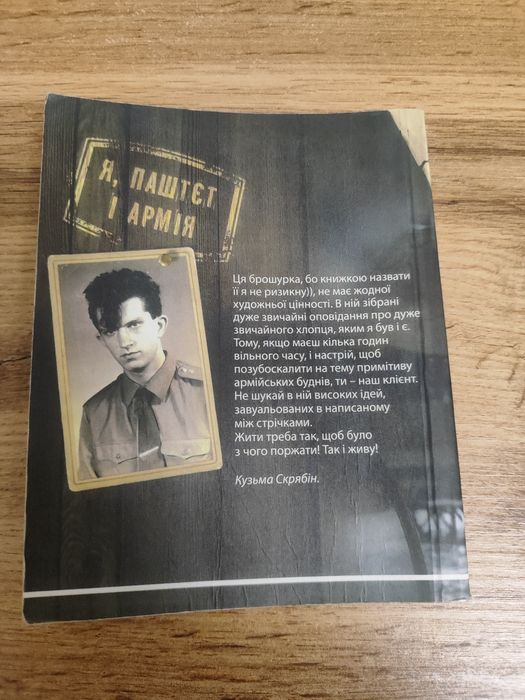 Я, ПАШТЄТ
І АРМІЯ
Ця брошурка, бо книжкою назвати
її я не ризикну)), не має жодної
художньої цінності. В ній зібрані
дуже звичайні оповідання про дуже
звичайного хлопця, яким я був і є.
Тому, якщо маєш кілька годин
вільного часу, і настрій, щоб
позубоскалити на тему примітиву
армійських буднів, ти – наш клієнт.
Не шукай в ній високих ідей,
завуальованих в написаному
між стрічками.
Жити треба так, щоб було
з чого поржати! Так і живу!
Кузьма Скрябін.